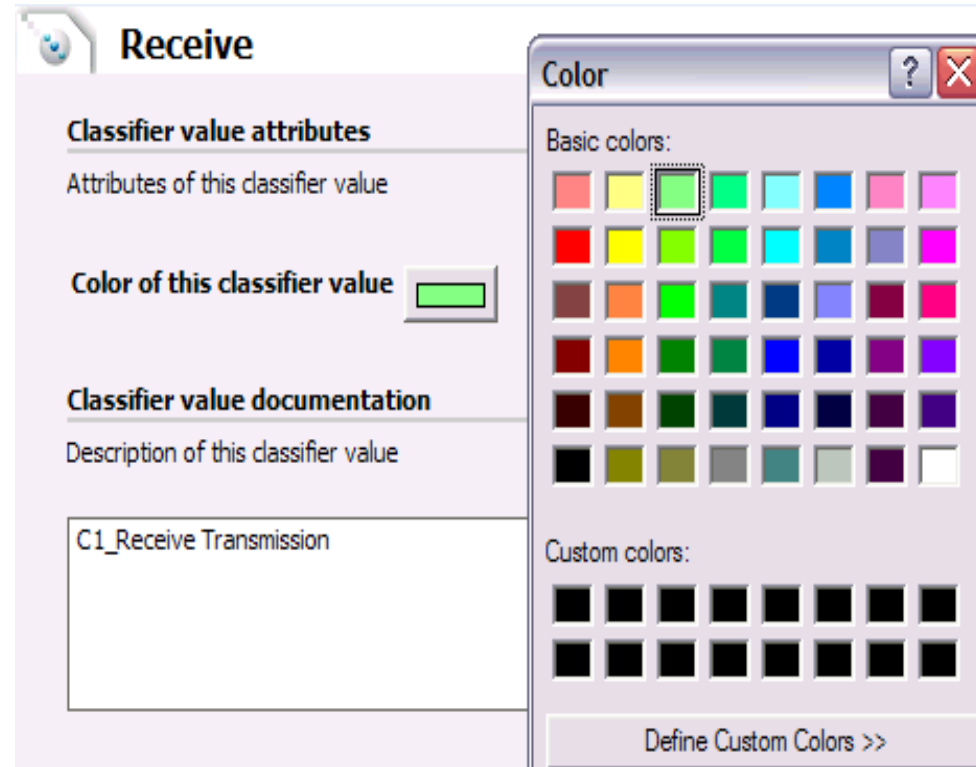 Receive
Classifier value attributes
Attributes of this classifier value
Color of this classifier value
Classifier value documentation
Description of this classifier value
C1_Receive Transmission
Color
?
Basic colors:
Custom colors:
Define Custom Colors >>